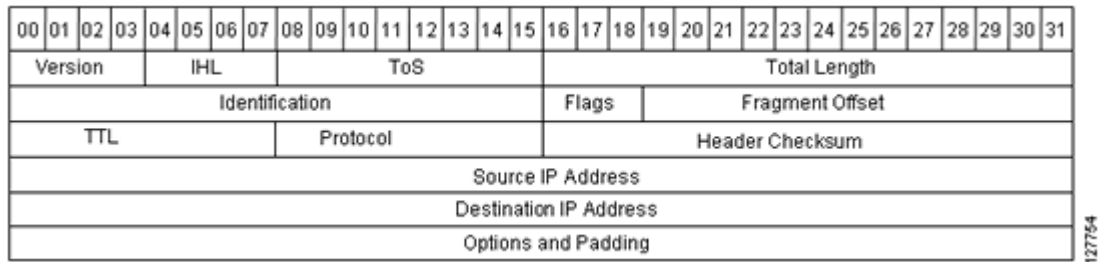 00 01 02 03 04 05 06 07 08 09 10 11 12 13 14 15 16 17 18 19 20 21 22 23 24 25 26 27 28 29 30 31
Version IHL ToS Total Length
Identification Flags Fragment Offset
TTL Protocol Header Checksum
Source IP Address
Destination IP Address
Options and Padding
127754